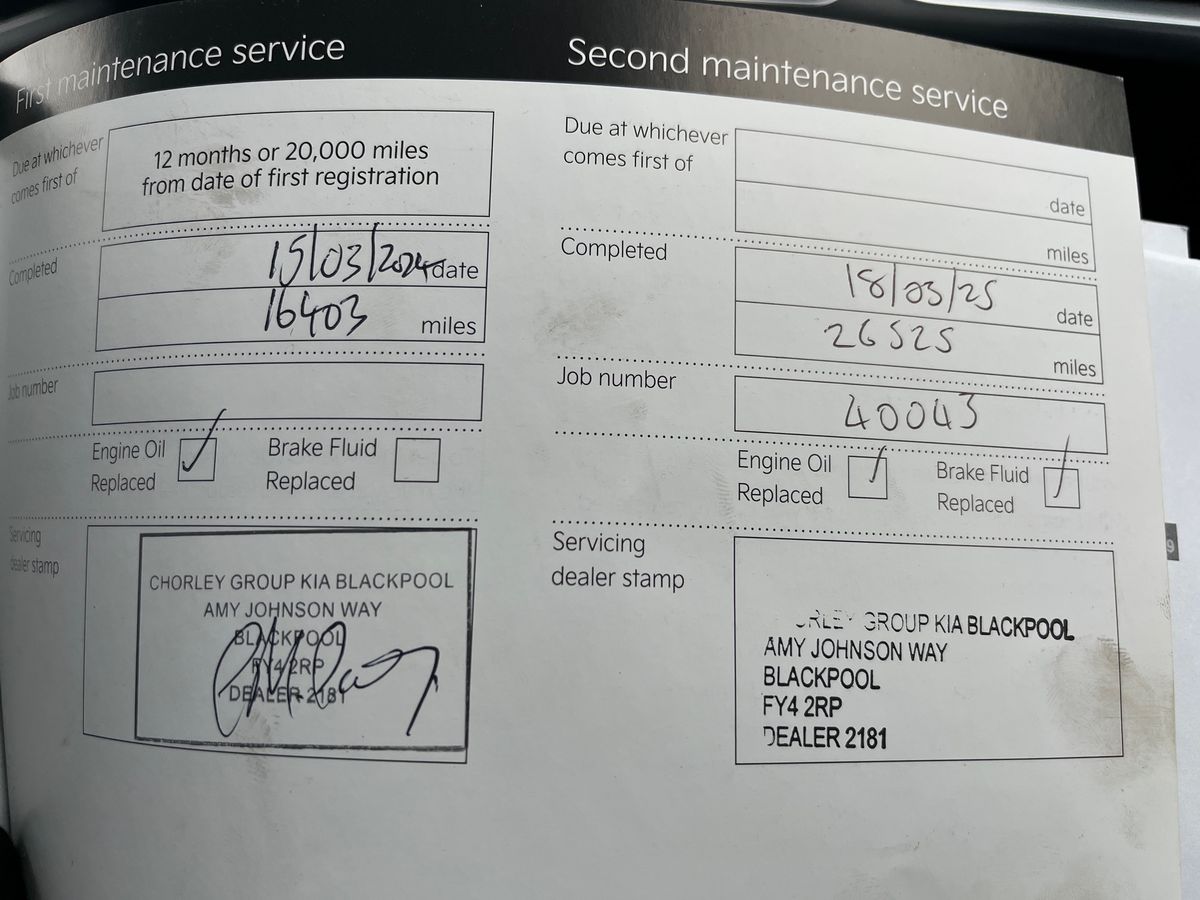 First maintenance service
Due at whichever
comes first of
12 months or 20,000 miles
from date of first registration
Completed
15/03/2024 date
16403 miles
Job number
Engine Oil
Replaced
Brake Fluid
Replaced
Servicing
dealer stamp
CHORLEY GROUP KIA BLACKPOOL
AMY JOHNSON WAY
BLACKPOOL
FY4 2RP
DEALER 2181
Second maintenance service
Due at whichever
comes first of
date
miles
Completed
18/03/25 date
26525 miles
Job number
40043
Engine Oil
Replaced
Brake Fluid
Replaced
Servicing
dealer stamp
GROUP KIA BLACKPOOL
AMY JOHNSON WAY
BLACKPOOL
FY4 2RP
DEALER 2181
9